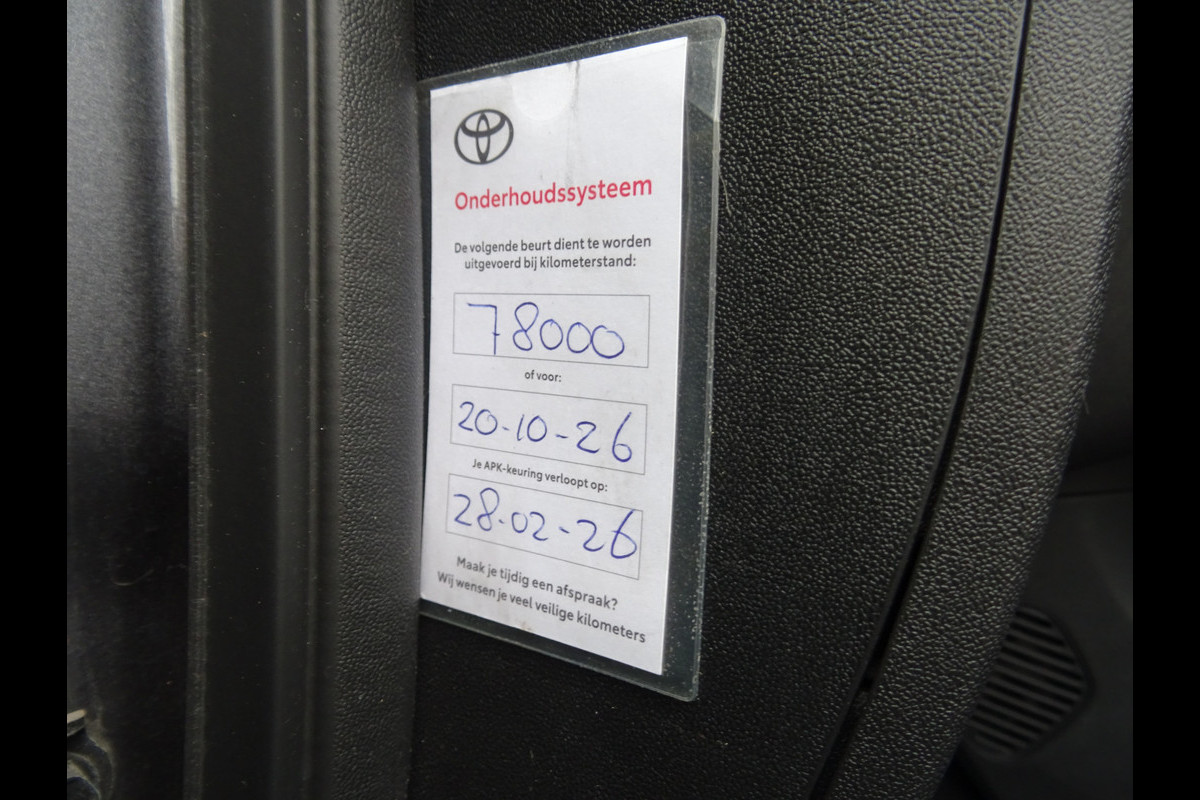 Onderhoudssysteem
De volgende beurt dient te worden
uitgevoerd bij kilometerstand:
78000
of voor:
20-10-26
Je APK-keuring verloopt op:
28-02-26
Maak je tijdig een afspraak?
Wij wensen je veel veilige kilometers